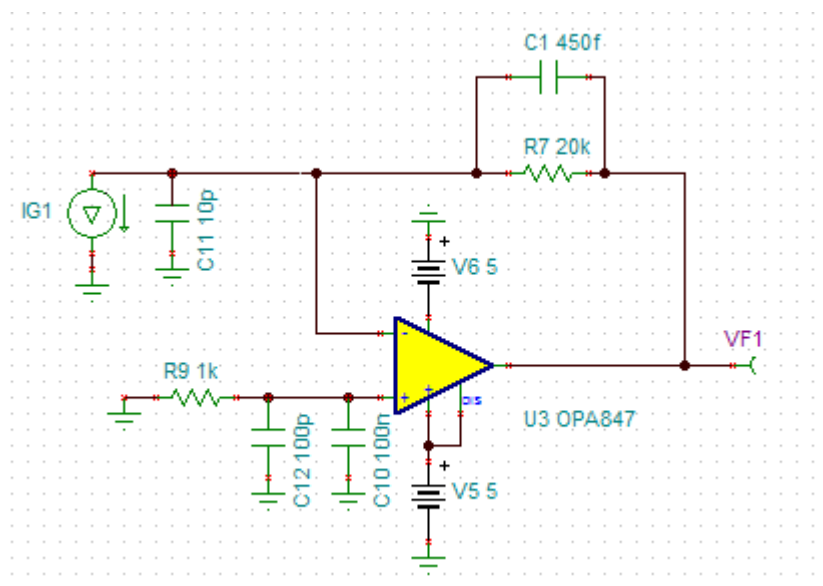 C1 450f
R7 20k
IG1
C11 10p
+
V6 5
-
VF1
R9 1k
+
+
DIS
U3 OPA847
C12 100p
C10 100n
+
V5 5